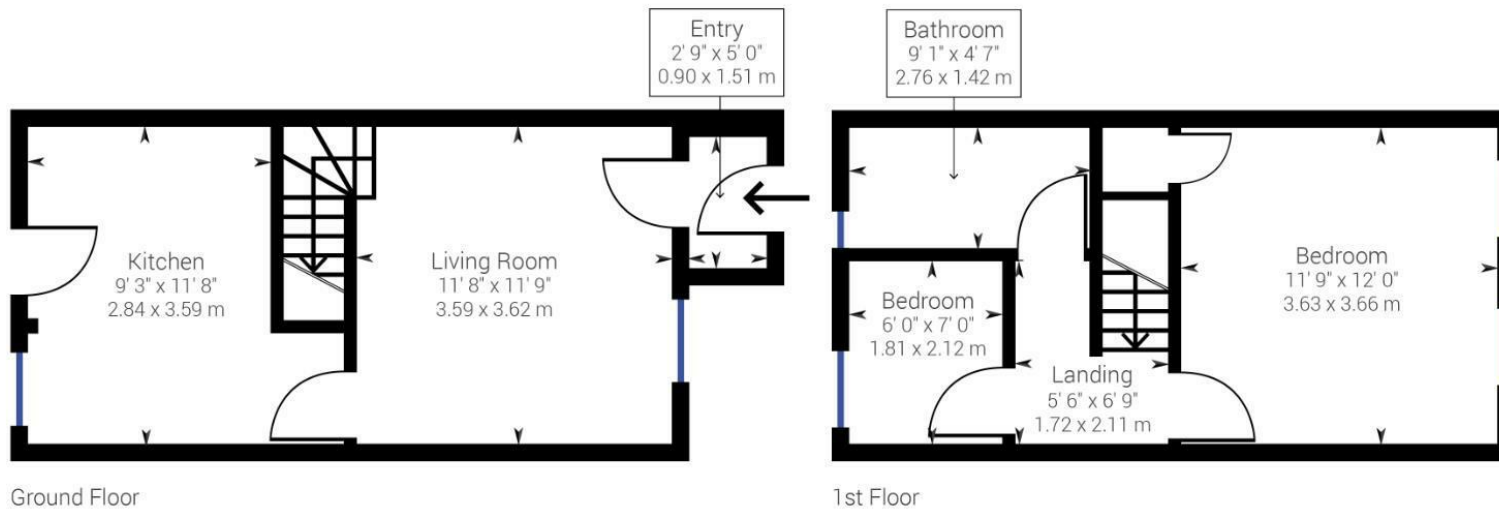 Entry
2' 9" x 5' 0"
0.90 x 1.51 m
Bathroom
9' 1" x 4' 7"
2.76 x 1.42 m
Kitchen
9' 3" x 11' 8"
2.84 x 3.59 m
Living Room
11' 8" x 11' 9"
3.59 x 3.62 m
Bedroom
6' 0" x 7' 0"
1.81 x 2.12 m
Landing
5' 6" x 6' 9"
1.72 x 2.11 m
Bedroom
11' 9" x 12' 0"
3.63 x 3.66 m
Ground Floor
1st Floor